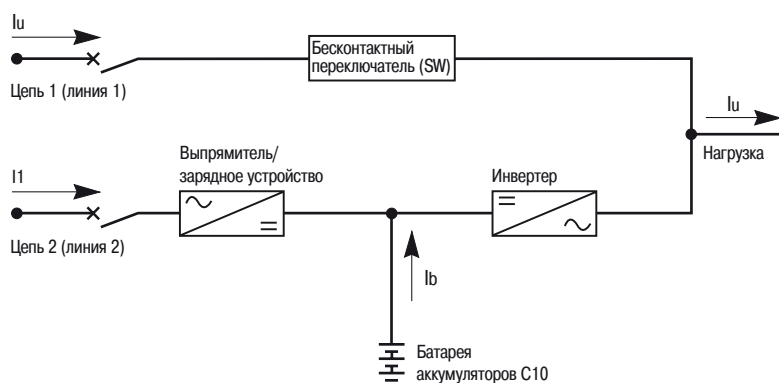 Iu
Бесконтактный
переключатель (SW)
Цепь 1 (линия 1)
Iu
Нагрузка
I1
Выпрямитель/
зарядное устройство
Инвертер
Цепь 2 (линия 2)
Ib
Батарея
аккумуляторов С10